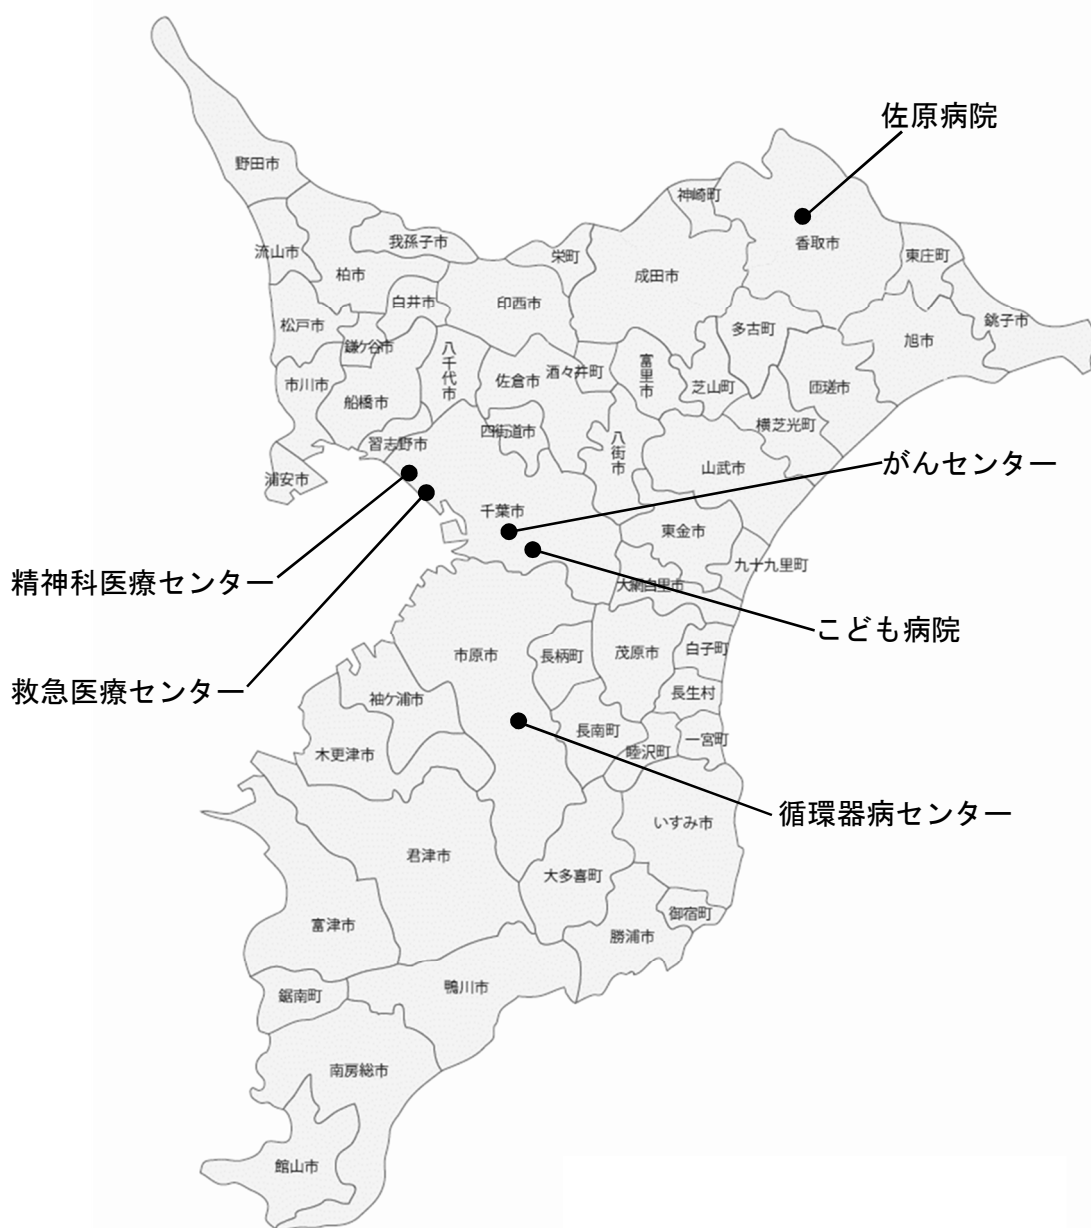 佐原病院
野田市
神崎町
香取市
流山市
我孫子市
栄町
東庄町
柏市
成田市
白井市
印西市
松戸市
多古町
銚子市
鎌ケ谷市
八千代市
旭市
市川市
佐倉市
酒々井町
富里市
芝山町
匝瑳市
船橋市
横芝光町
習志野市
四街道市
八街市
山武市
がんセンター
浦安市
千葉市
東金市
九十九里町
精神科医療センター
大網白里市
こども病院
市原市
長柄町
茂原市
白子町
救急医療センター
袖ケ浦市
長生村
長南町
一宮町
木更津市
睦沢町
循環器病センター
いすみ市
君津市
大多喜町
御宿町
富津市
勝浦市
鋸南町
鴨川市
南房総市
館山市